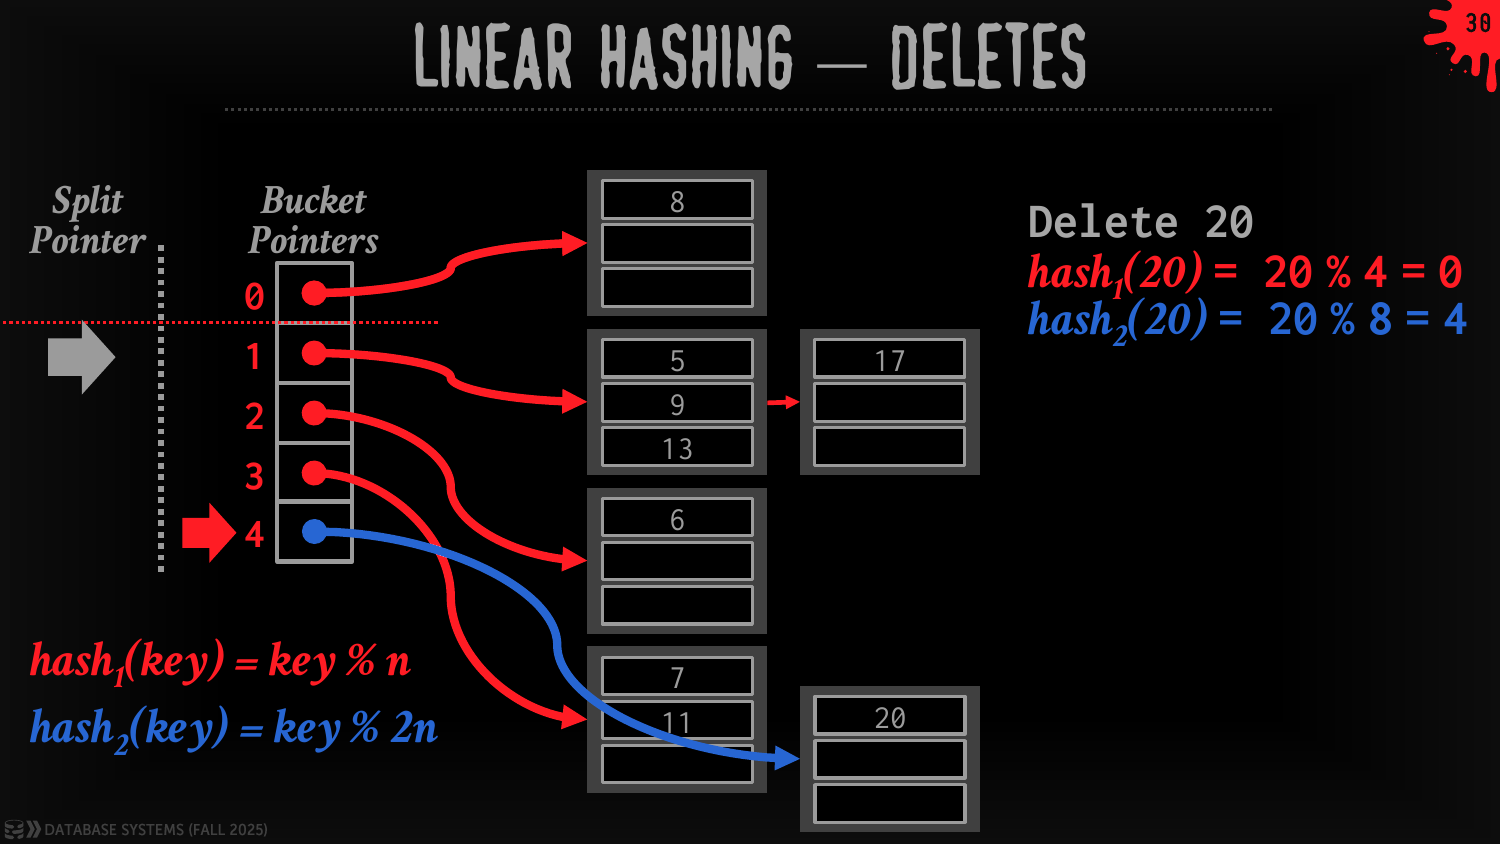 LINEAR HASHING — DELETES
30
Split
Pointer
Bucket
Pointers
0
1
2
3
4
8
5
9
13
17
6
7
11
20
Delete 20
hash1(20) = 20 % 4 = 0
hash2(20) = 20 % 8 = 4
hash1(key) = key % n
hash2(key) = key % 2n
DATABASE SYSTEMS (FALL 2025)